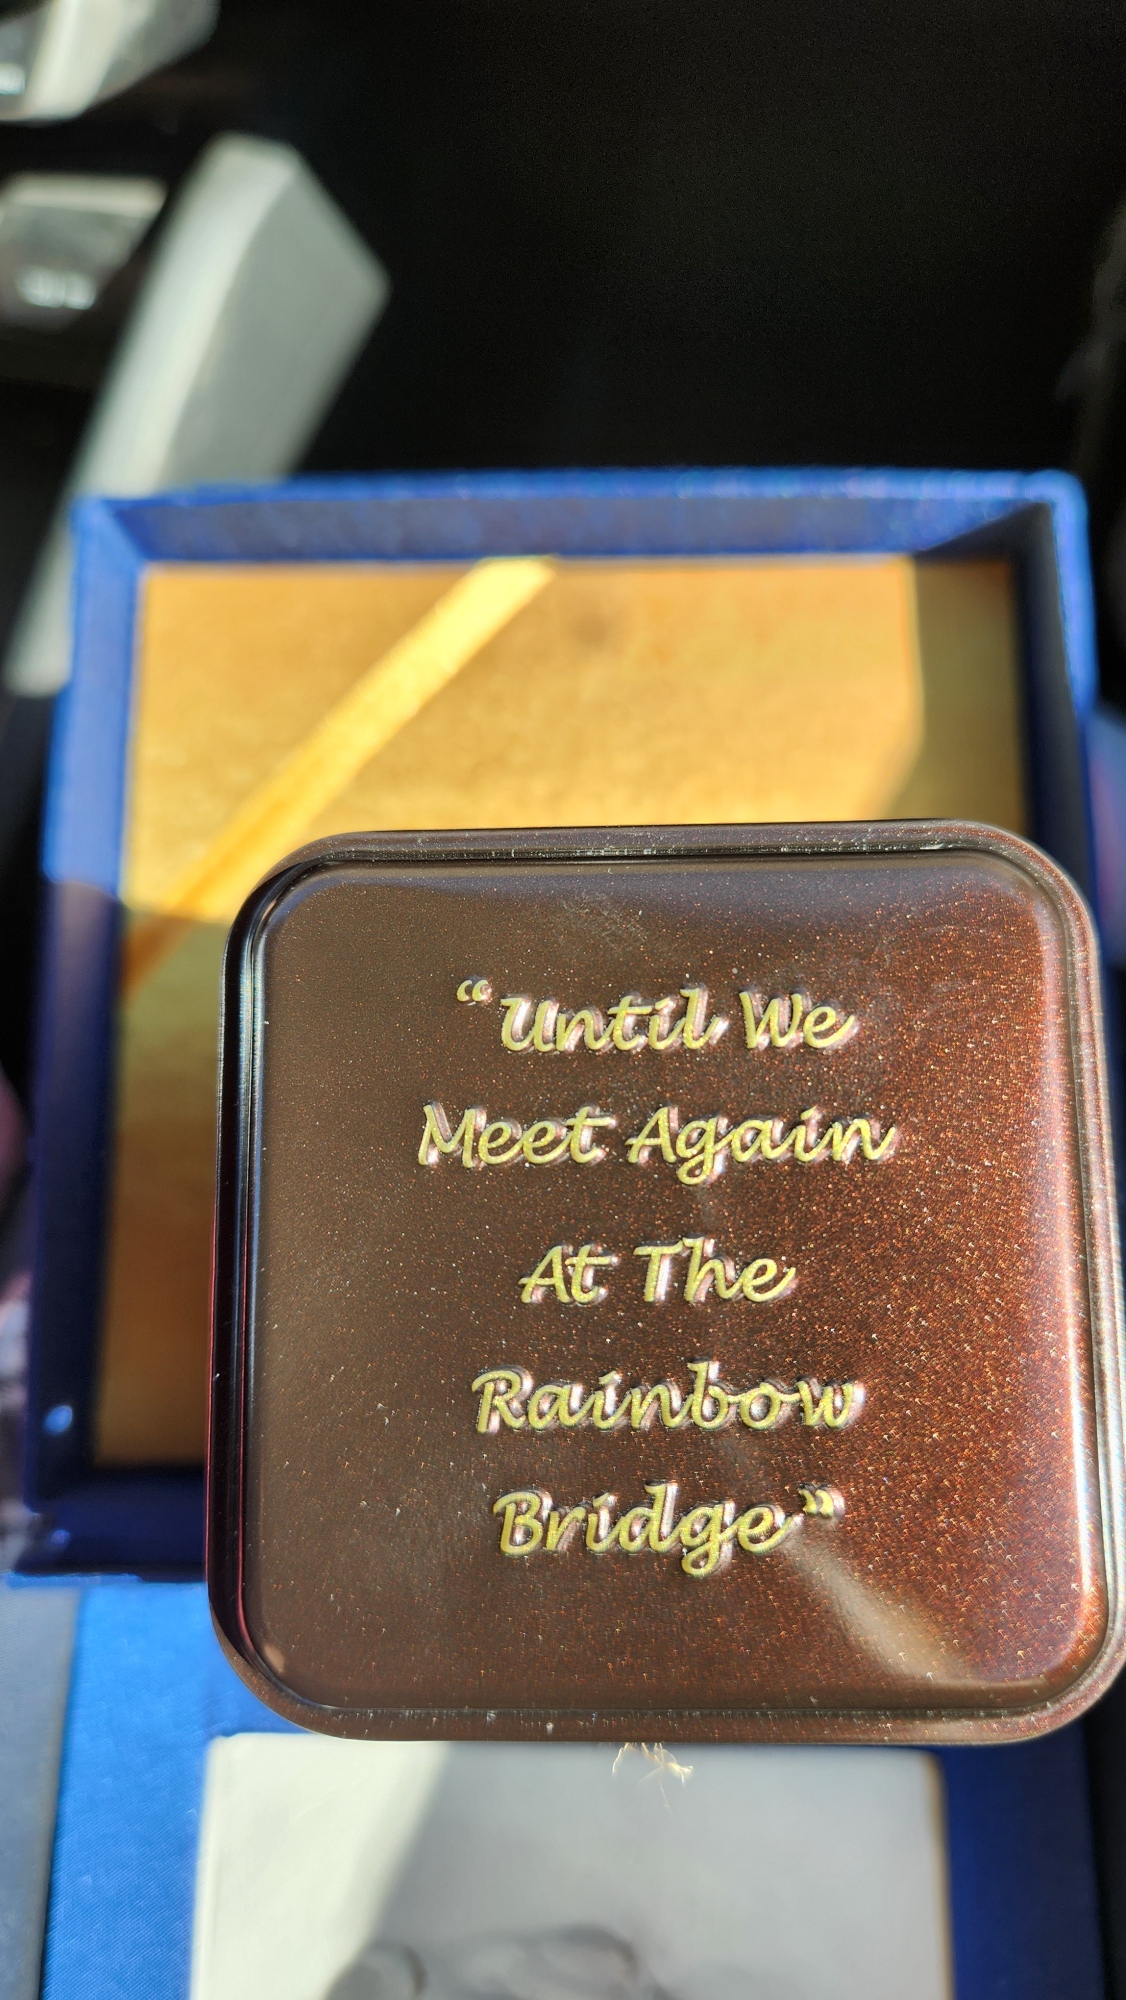 “Until We
Meet Again
At The
Rainbow
Bridge”